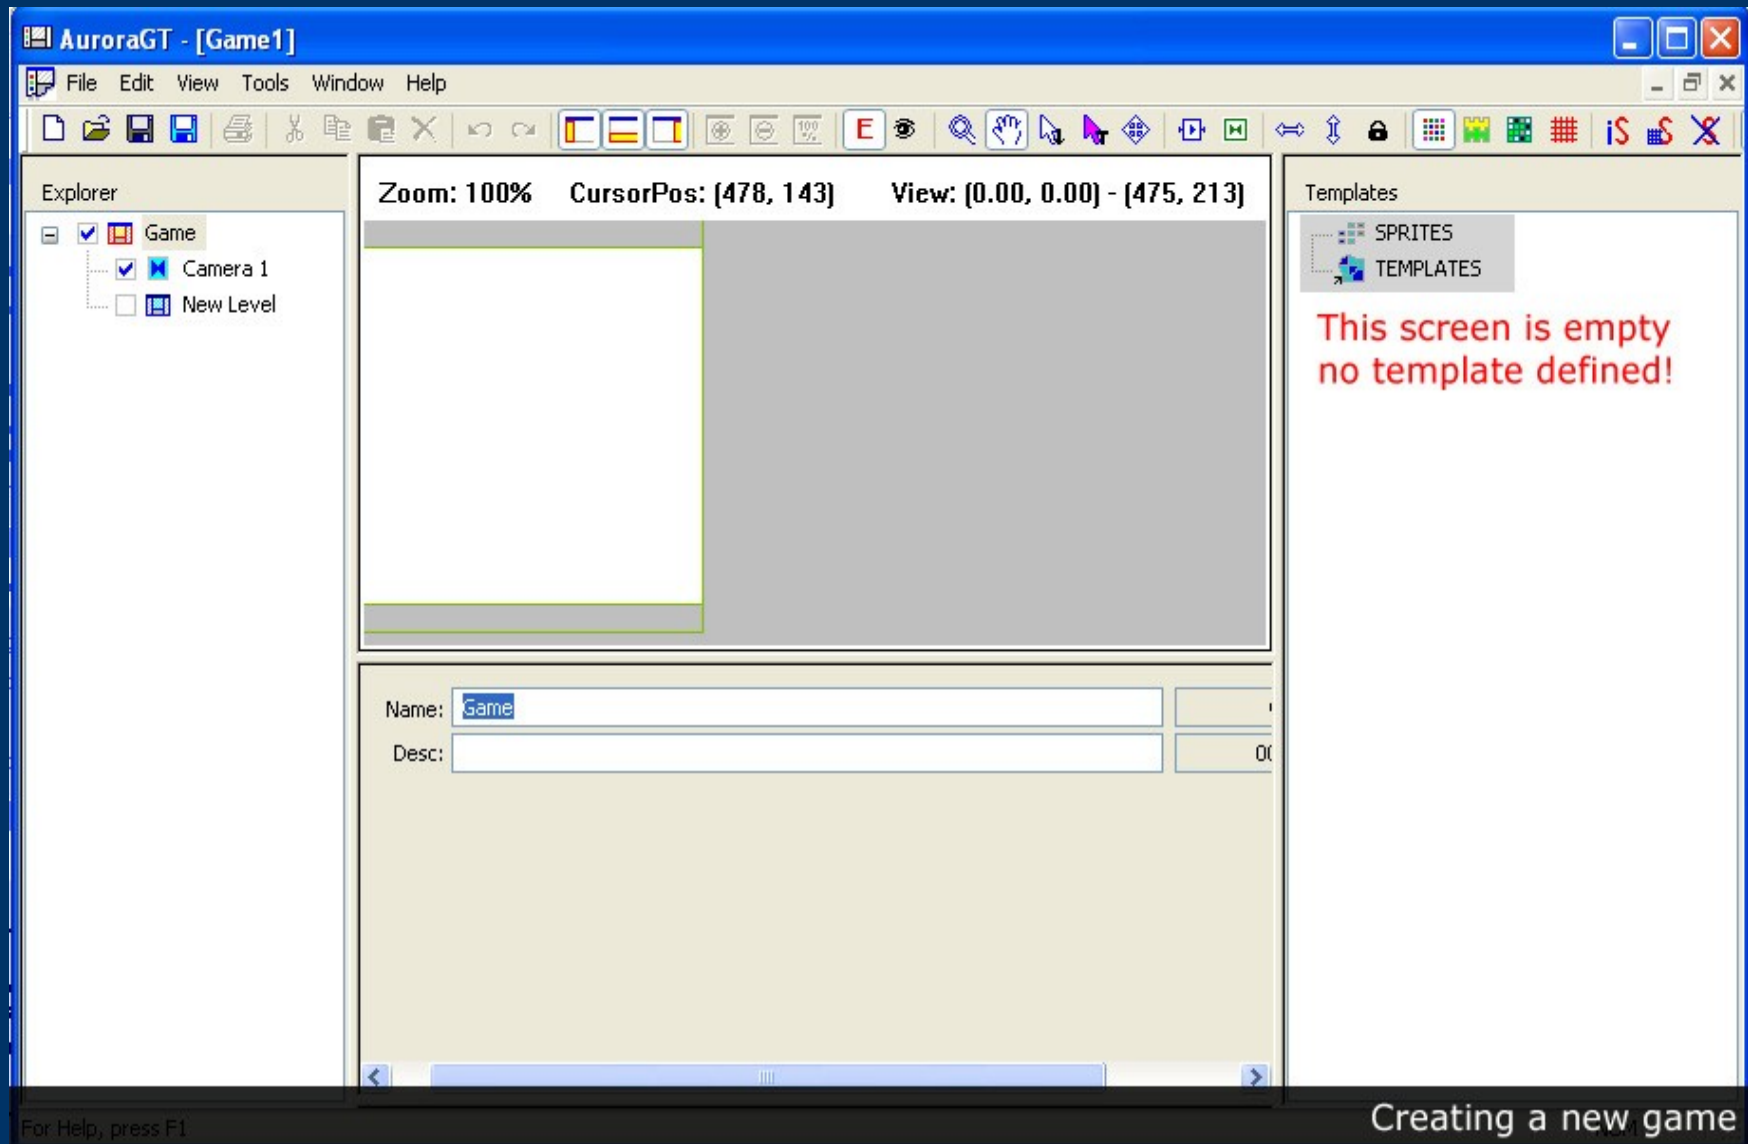 AuroraGT - [Game1]
File Edit View Tools Window Help
100%
E
iS
S
Explorer
Game
Camera 1
New Level
Zoom: 100% CursorPos: (478, 143) View: (0.00, 0.00) - (475, 213)
Name: Game
Desc:
Templates
SPRITES
TEMPLATES
This screen is empty
no template defined!
For Help, press F1
Creating a new game